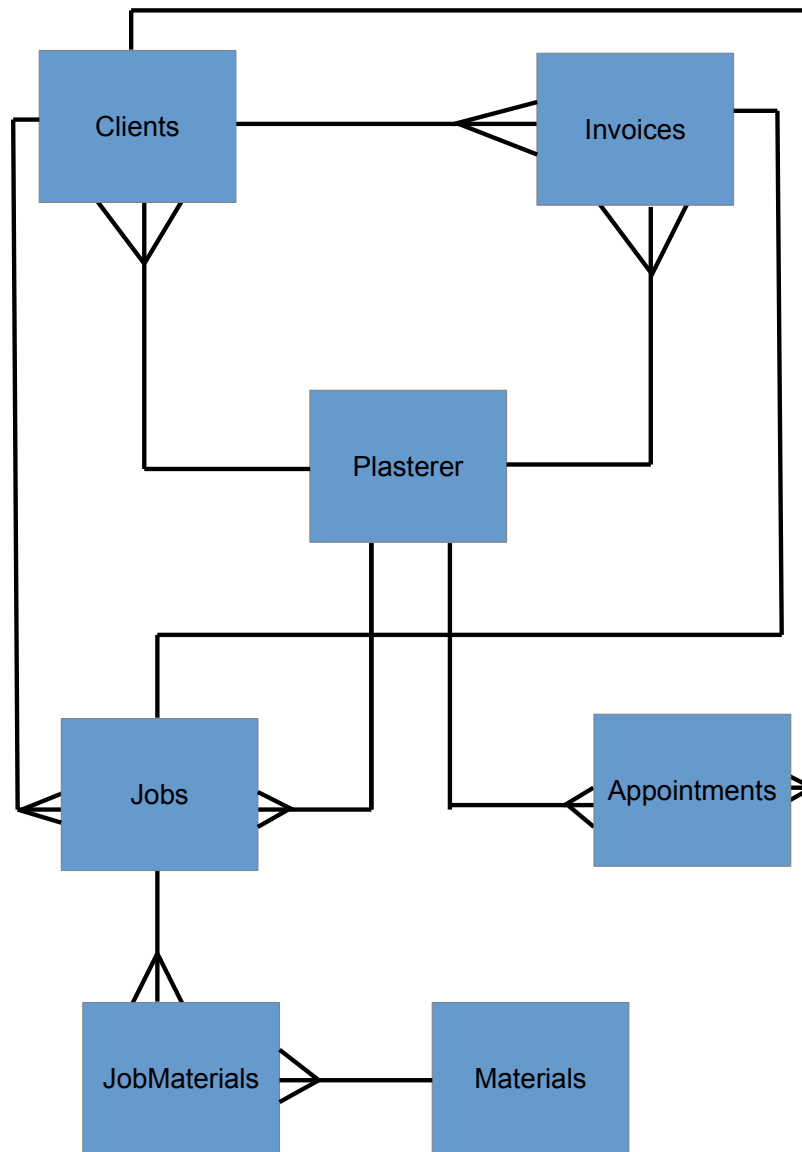 Clients
Invoices
Plasterer
Jobs
Appointments
JobMaterials
Materials